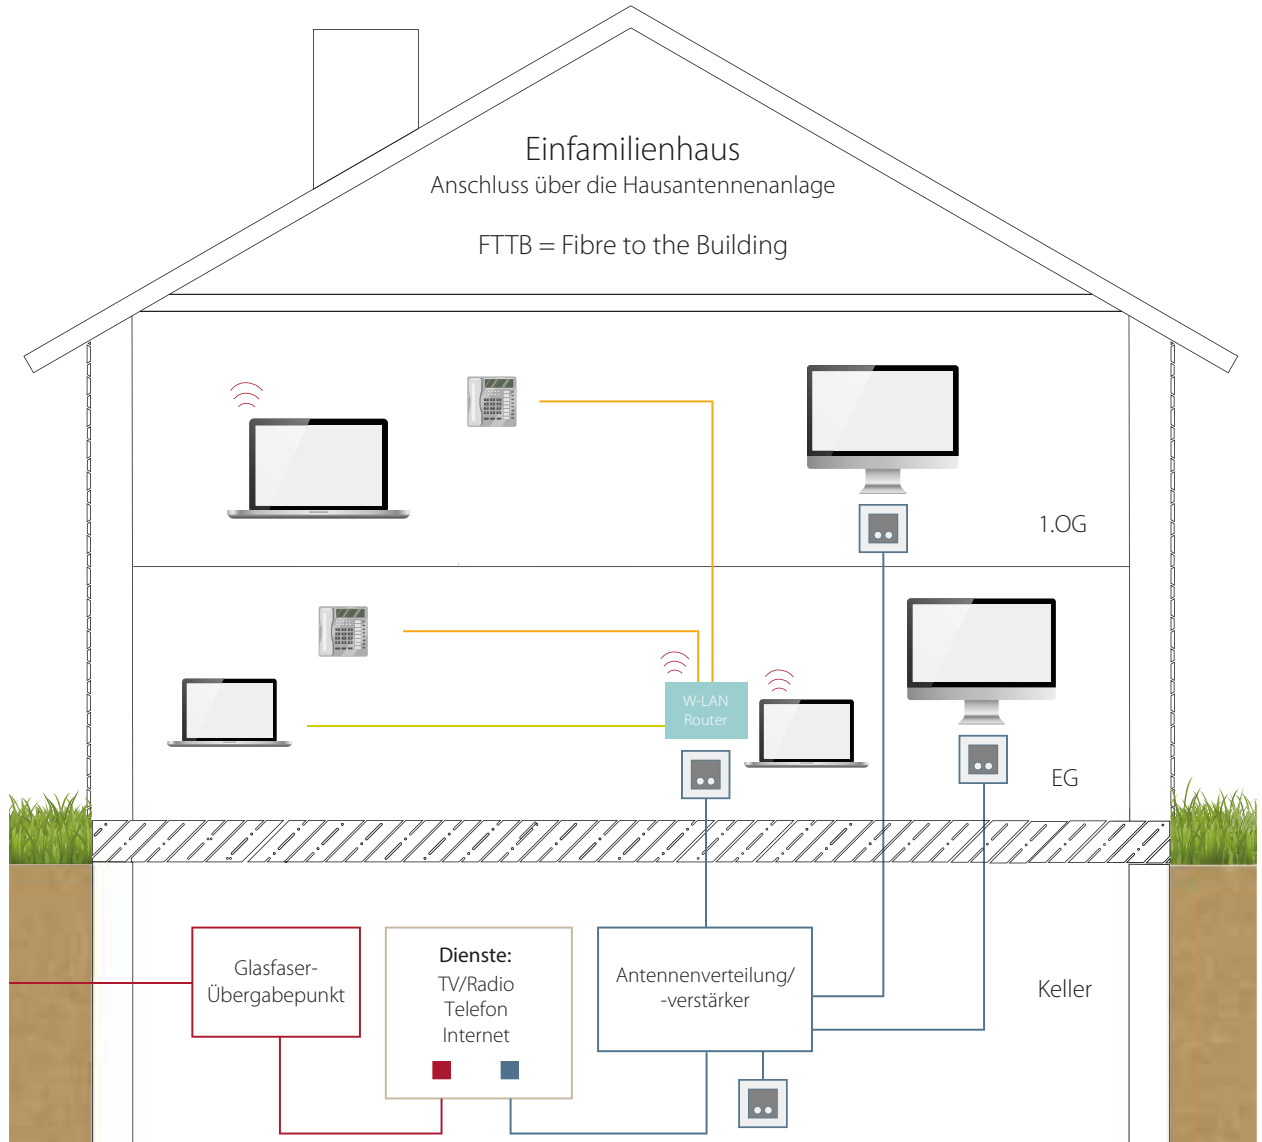 Einfamilienhaus
Anschluss über die Hausantennenanlage
FTTB = Fibre to the Building
1.OG
W-LAN
Router
EG
Glasfaser-
Übergabepunkt
Dienste:
TV/Radio
Telefon
Internet
Antennenverteilung/
-verstärker
Keller